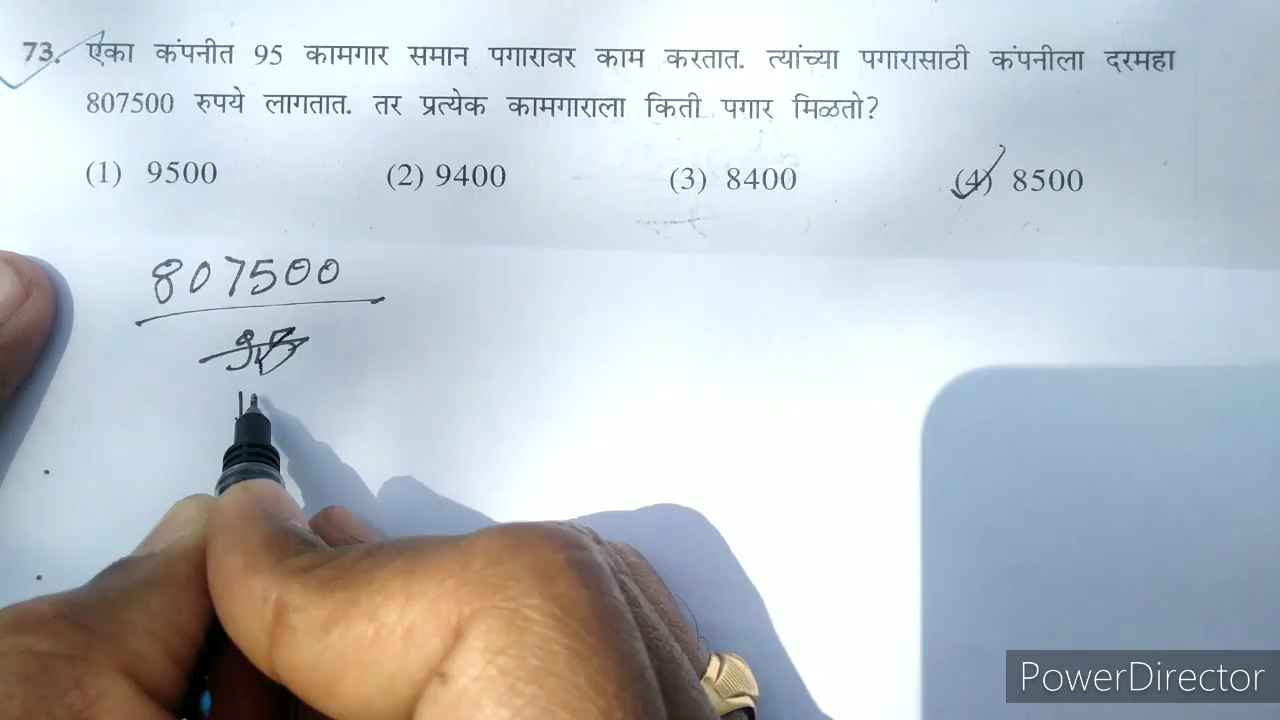 73. एका कंपनीत 95 कामगार समान पगारावर काम करतात. त्यांच्या पगारासाठी कंपनीला दरमहा
807500 रुपये लागतात. तर प्रत्येक कामगाराला किती पगार मिळतो?
(1) 9500 (2) 9400 (3) 8400 (4) 8500
807500
PowerDirector